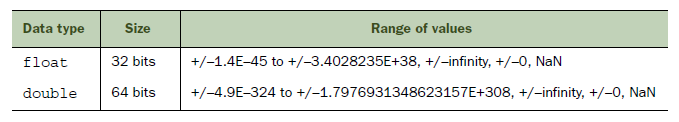 Data type Size Range of values
float 32 bits +/–1.4E–45 to +/–3.4028235E+38, +/–infinity, +/–0, NaN
double 64 bits +/–4.9E–324 to +/–1.7976931348623157E+308, +/–infinity, +/–0, NaN